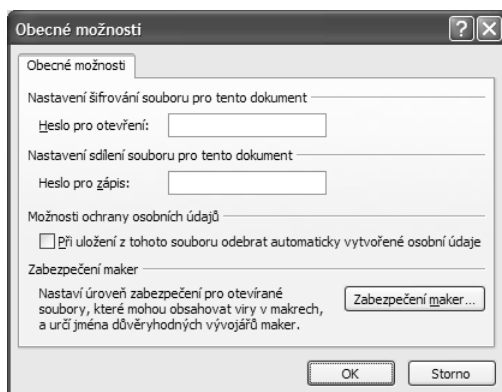 Obecné možnosti
Obecné možnosti
Nastavení šifrování souboru pro tento dokument
Heslo pro otevření:
Nastavení sdílení souboru pro tento dokument
Heslo pro zápis:
Možnosti ochrany osobních údajů
Při uložení z tohoto souboru odebrat automaticky vytvořené osobní údaje
Zabezpečení maker
Nastaví úroveň zabezpečení pro otevírané
soubory, které mohou obsahovat viry v makrech,
a určí jména důvěryhodných vývojářů maker.
Zabezpečení maker...
OK Storno